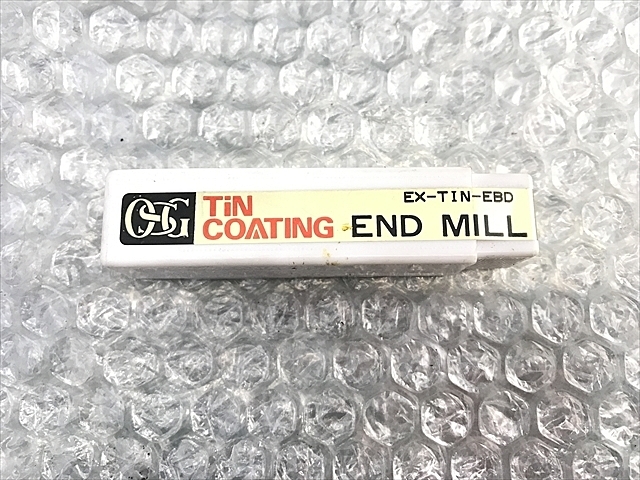 OSG
TiN
COATING
EX-TIN-EBD
END MILL